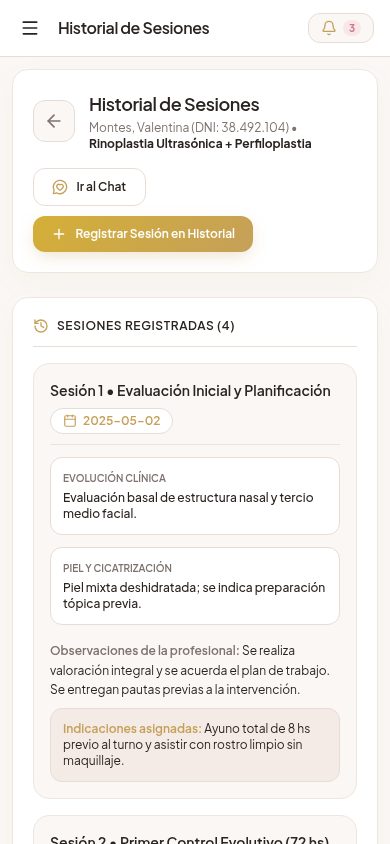 Historial de Sesiones
3
Historial de Sesiones
Montes, Valentina (DNI: 38.492.104) •
Rinoplastia Ultrasónica + Perfiloplastia
Ir al Chat
Registrar Sesión en Historial
SESIONES REGISTRADAS (4)
Sesión 1 • Evaluación Inicial y Planificación
2025-05-02
EVOLUCIÓN CLÍNICA
Evaluación basal de estructura nasal y tercio
medio facial.
PIEL Y CICATRIZACIÓN
Piel mixta deshidratada; se indica preparación
tópica previa.
Observaciones de la profesional: Se realiza
valoración integral y se acuerda el plan de trabajo.
Se entregan pautas previas a la intervención.
Indicaciones asignadas: Ayuno total de 8 hs
previo al turno y asistir con rostro limpio sin
maquillaje.
Sesión 2 • Primer Control Evolutivo (72 hs)